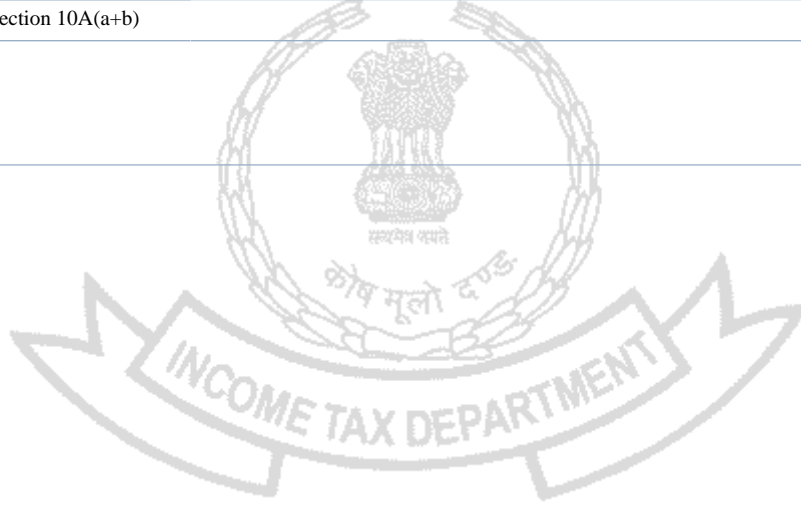 ection 10A(a+b)
सत्यमेव जयते
कोष मूलो दण्डः
INCOME TAX DEPARTMENT